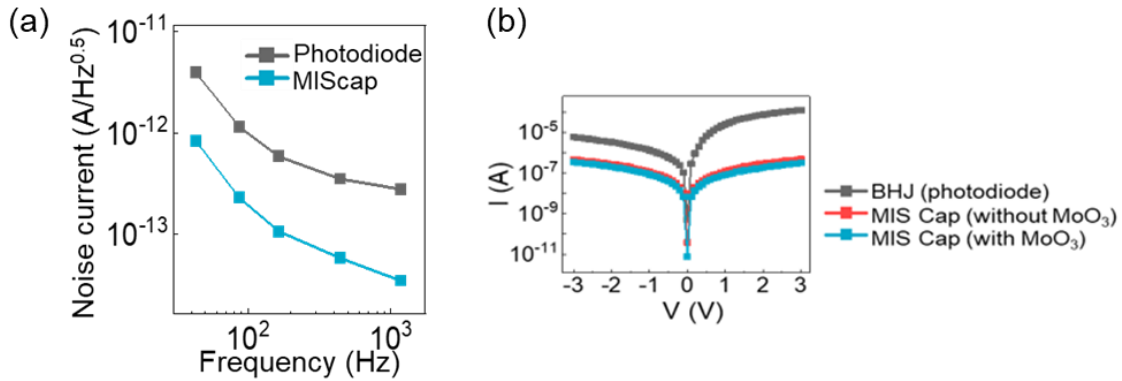 (a)
Noise current (A/Hz^0.5)
10^-11
10^-12
10^-13
Photodiode
MIScap
10^2
10^3
Frequency (Hz)
(b)
I (A)
10^-5
10^-7
10^-9
10^-11
-3 -2 -1 0 1 2 3
V (V)
BHJ (photodiode)
MIS Cap (without MoO₃)
MIS Cap (with MoO₃)